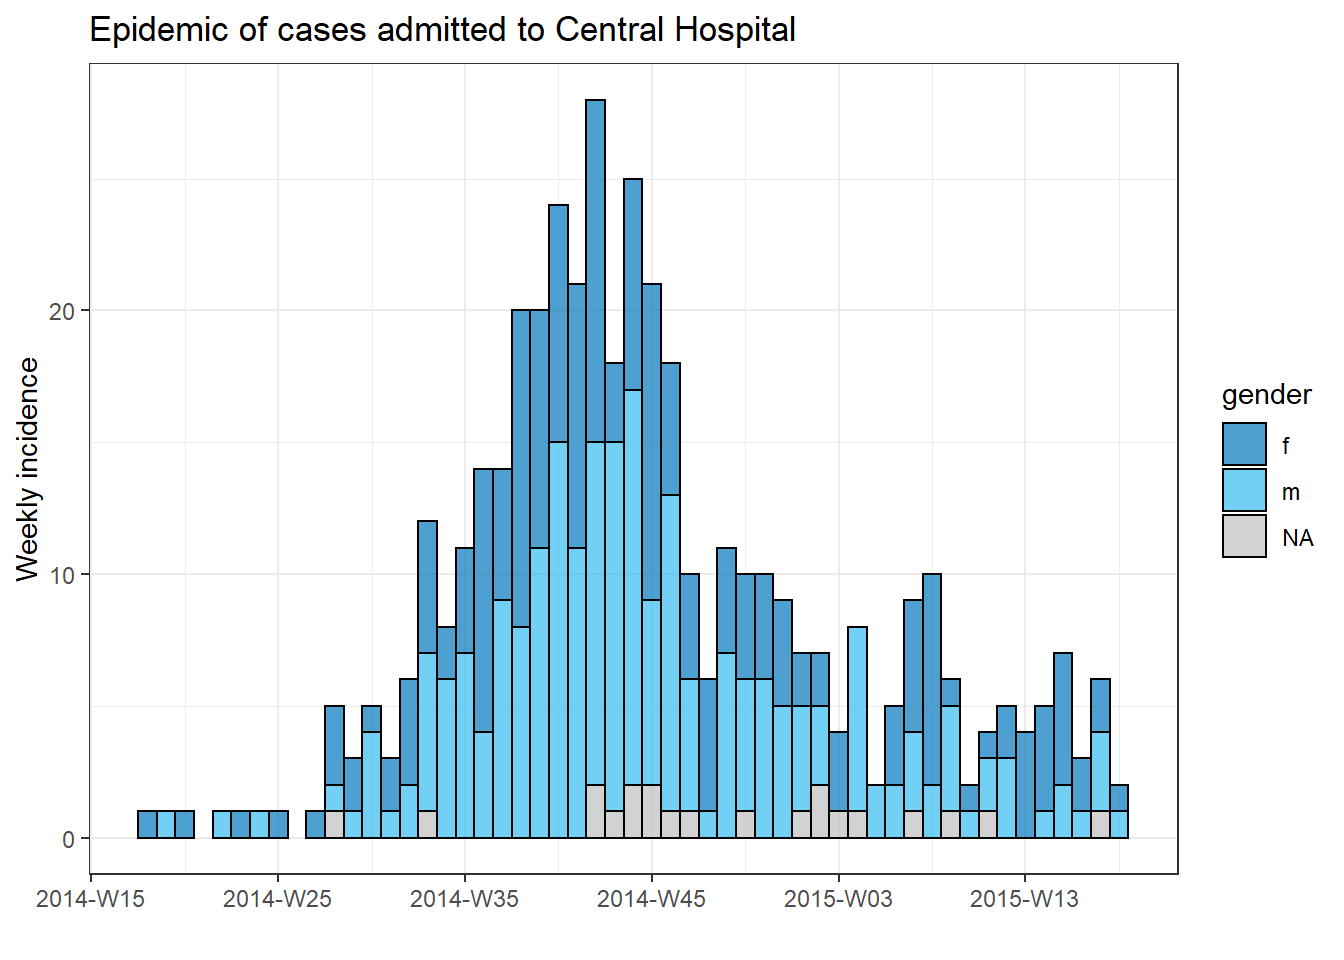 Epidemic of cases admitted to Central Hospital
Weekly incidence
20
10
0
2014-W15
2014-W25
2014-W35
2014-W45
2015-W03
2015-W13
gender
f
m
NA